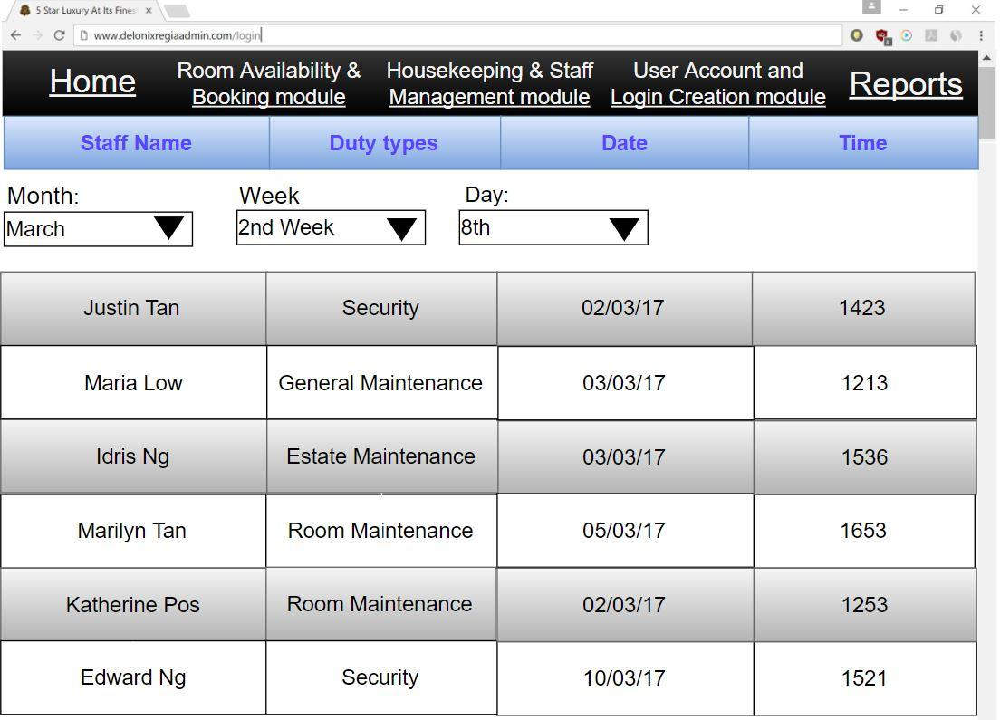 5 Star Luxury At Its Fines
www.delonixregiaadmin.com/login
Home
Room Availability &
Booking module
Housekeeping & Staff
Management module
User Account and
Login Creation module
Reports
Staff Name Duty types Date Time
Month: Week Day:
March 2nd Week 8th
Justin Tan Security 02/03/17 1423
Maria Low General Maintenance 03/03/17 1213
Idris Ng Estate Maintenance 03/03/17 1536
Marilyn Tan Room Maintenance 05/03/17 1653
Katherine Pos Room Maintenance 02/03/17 1253
Edward Ng Security 10/03/17 1521